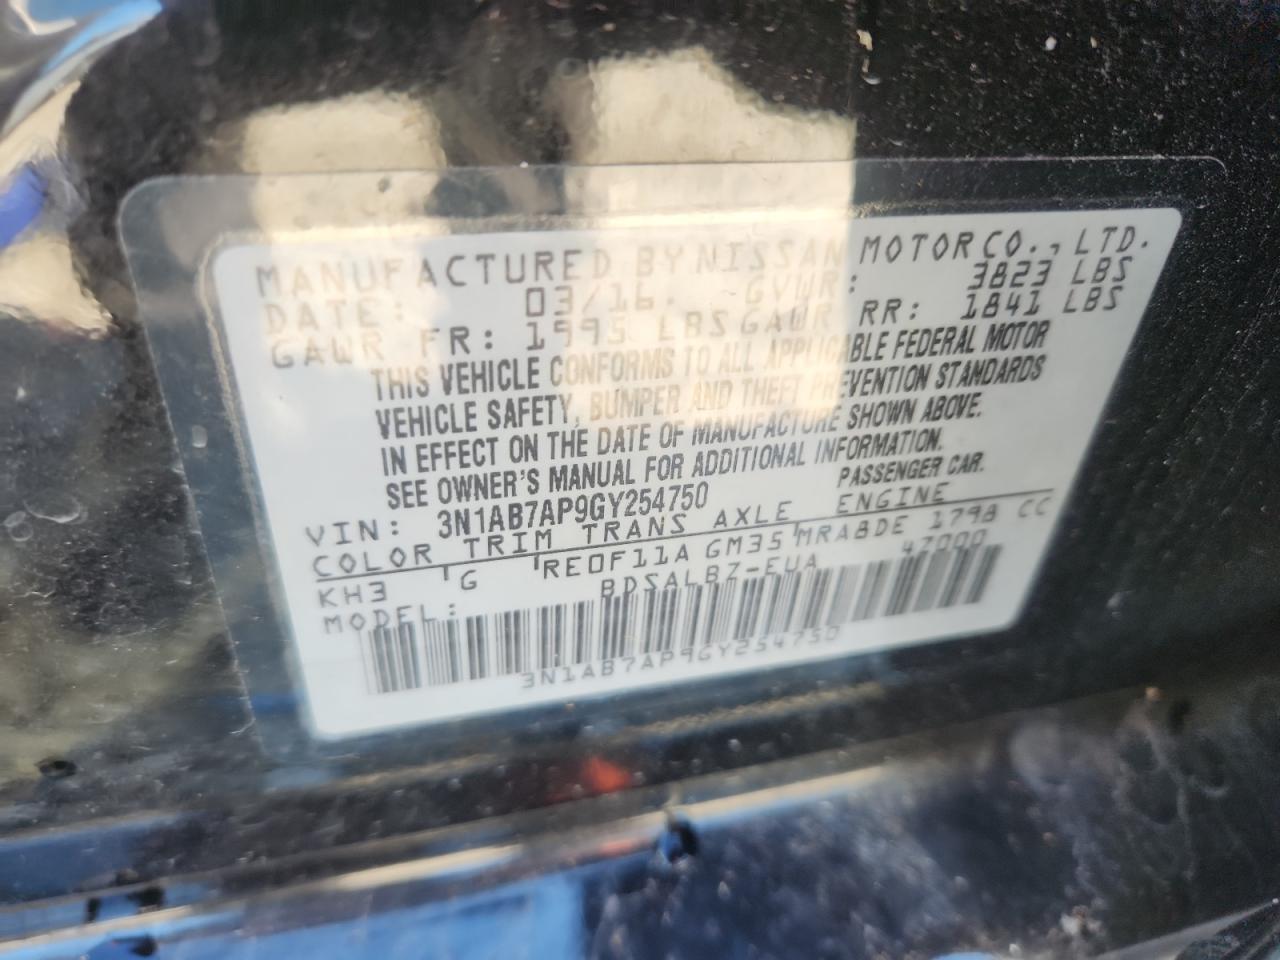 MANUFACTURED BY NISSAN MOTOR CO., LTD.
DATE: 03/16. GVWR: 3823 LBS
GAWR FR: 1995 LBS GAWR RR: 1841 LBS
THIS VEHICLE CONFORMS TO ALL APPLICABLE FEDERAL MOTOR
VEHICLE SAFETY, BUMPER AND THEFT PREVENTION STANDARDS
IN EFFECT ON THE DATE OF MANUFACTURE SHOWN ABOVE.
SEE OWNER'S MANUAL FOR ADDITIONAL INFORMATION.
VIN: 3N1AB7AP9GY254750 PASSENGER CAR.
COLOR TRIM TRANS AXLE ENGINE
KH3 G RE0F11A GM35 MRA8DE 1798 CC
MODEL: BDSALB7-EUA 47000
3N1AB7AP9GY254750